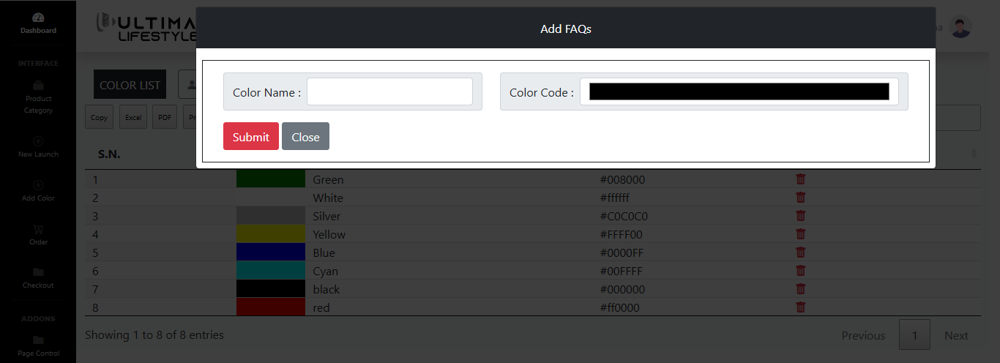 Dashboard
INTERFACE
Product
Category
New Launch
Add Color
Order
Checkout
ADDONS
Page Control
LIFESTYLE
Add FAQs
Color Name :
Color Code :
Submit
Close
COLOR LIST
Copy
Excel
PDF
S.N.
1 Green #008000
2 White #ffffff
3 Silver #C0C0C0
4 Yellow #FFFF00
5 Blue #0000FF
6 Cyan #00FFFF
7 black #000000
8 red #ff0000
Showing 1 to 8 of 8 entries
Previous 1 Next